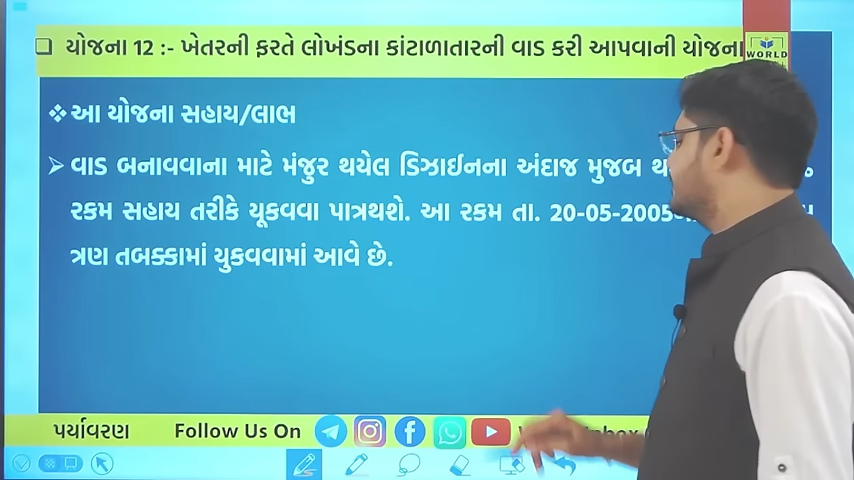 ❑ યોજના 12 :- ખેતરની ફરતે લોખંડના કાંટાળાતારની વાડ કરી આપવાની યોજના
WORLD
❖આ યોજના સહાય/લાભ
➢ વાડ બનાવવાના માટે મંજુર થયેલ ડિઝાઈનના અંદાજ મુજબ
રકમ સહાય તરીકે ચૂકવવા પાત્રથશે. આ રકમ તા. 20-05-2005
ત્રણ તબક્કામાં ચુકવવામાં આવે છે.
પર્યાવરણ Follow Us On